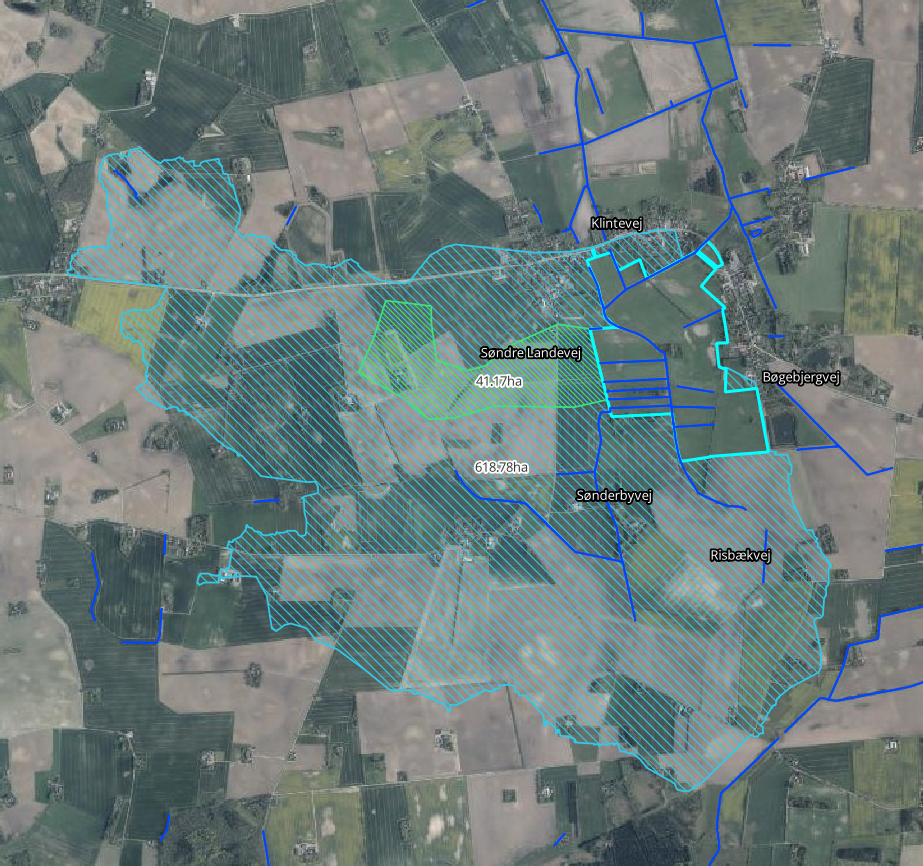 Klintevej
Søndre Landevej
41.17ha
Bøgebjergvej
618.78ha
Sønderbyvej
Risbækvej